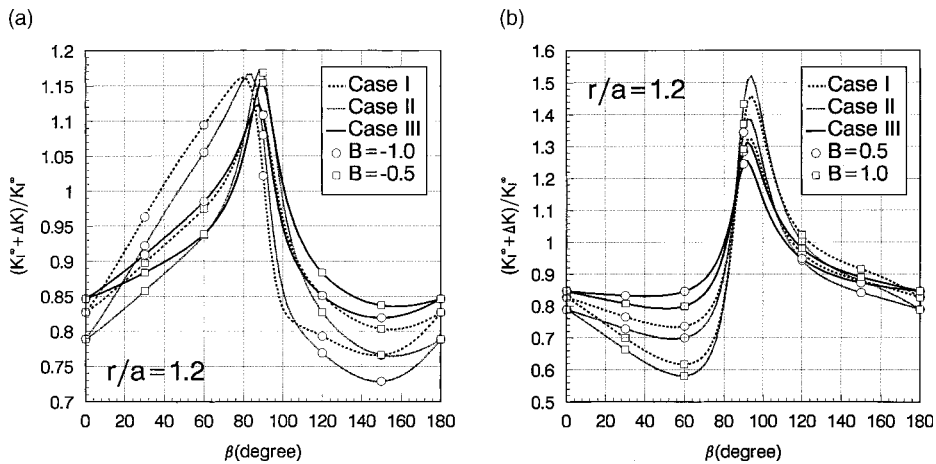 (a)
(K₁° + ΔK)/K₁°
1.2
1.15
1.1
1.05
1
0.95
0.9
0.85
0.8
0.75
0.7
Case I
Case II
Case III
B=-1.0
B=-0.5
r/a=1.2
0 20 40 60 80 100 120 140 160 180
β(degree)
(b)
(K₁° + ΔK)/K₁°
1.6
1.5
1.4
1.3
1.2
1.1
1
0.9
0.8
0.7
0.6
0.5
r/a=1.2
Case I
Case II
Case III
B=0.5
B=1.0
0 20 40 60 80 100 120 140 160 180
β(degree)